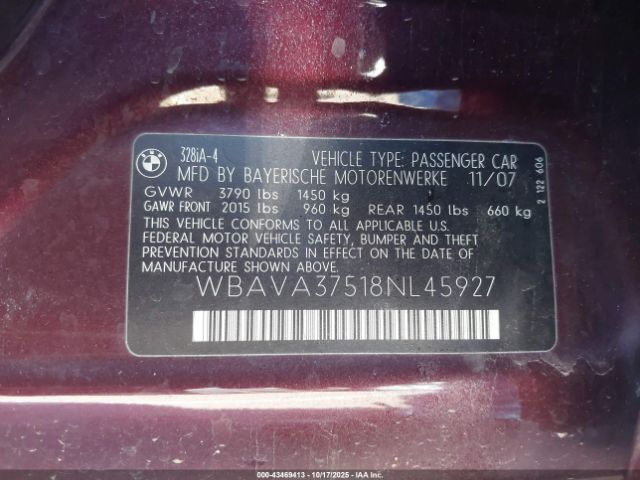 BMW
328iA-4 VEHICLE TYPE: PASSENGER CAR
MFD BY BAYERISCHE MOTORENWERKE 11/07
GVWR 3790 lbs 1450 kg
GAWR FRONT 2015 lbs 960 kg REAR 1450 lbs 660 kg
THIS VEHICLE CONFORMS TO ALL APPLICABLE U.S.
FEDERAL MOTOR VEHICLE SAFETY, BUMPER AND THEFT
PREVENTION STANDARDS IN EFFECT ON THE DATE OF
MANUFACTURE SHOWN ABOVE.
WBAVA37518NL45927
2 122 606
© - 43469413 - 10/17/2025 - IAAI.COM